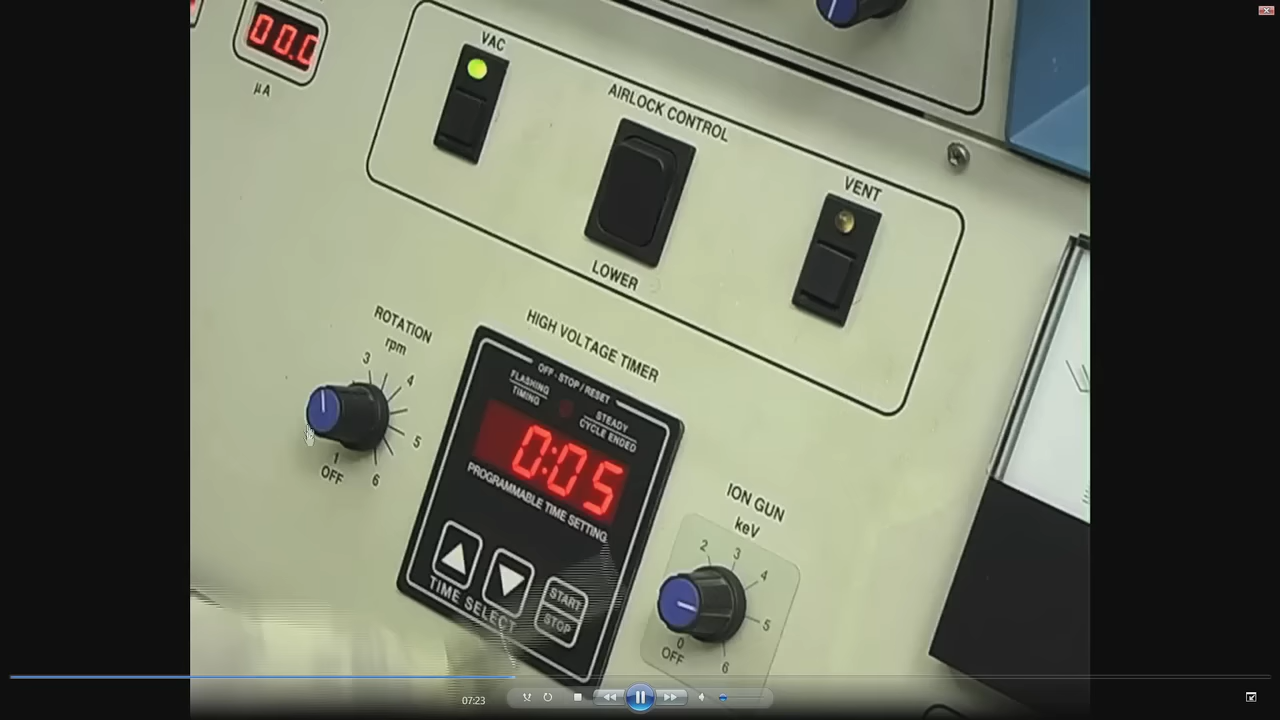 00.0
µA
VAC
AIRLOCK CONTROL
LOWER
VENT
ROTATION
rpm
3
4
5
6
1
OFF
HIGH VOLTAGE TIMER
OFF - STOP / RESET
FLASHING
TIMING
STEADY
CYCLE ENDED
0:05
PROGRAMMABLE TIME SETTING
TIME SELECT
START
STOP
ION GUN
keV
2
3
4
5
6
0
OFF
07:23